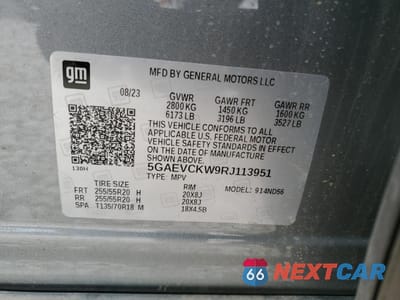 gm
MFD BY GENERAL MOTORS LLC
08/23 GVWR GAWR FRT GAWR RR
2800 KG 1450 KG 1600 KG
6173 LB 3196 LB 3527 LB
THIS VEHICLE CONFORMS TO ALL
APPLICABLE U.S. FEDERAL MOTOR
VEHICLE SAFETY STANDARDS IN
EFFECT ON THE DATE OF MANUFACTURE
SHOWN ABOVE.
5GAEVCKW9RJ113951
130H TYPE: MPV MODEL: 914ND56
TIRE SIZE RIM
FRT 255/55R20 H 20X8J
RR 255/55R20 H 20X8J
SPA T135/70R18 M 18X4.5B
66 NEXTCAR